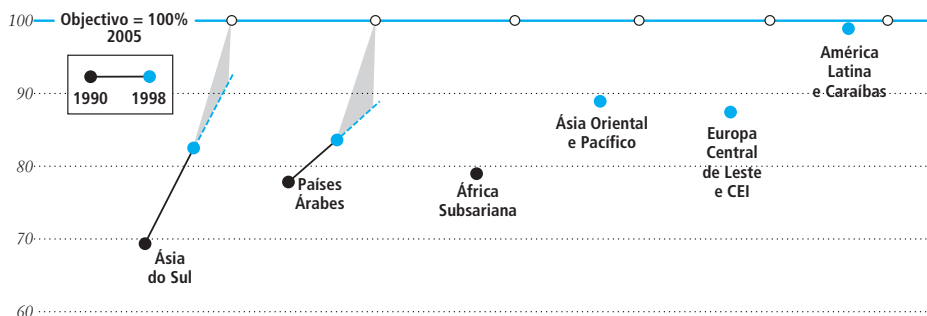 100
Objectivo = 100%
2005
1990 1998
90
80
70
60
Ásia
do Sul
Países
Árabes
África
Subsariana
Ásia Oriental
e Pacífico
Europa
Central
de Leste
e CEI
América
Latina
e Caraíbas